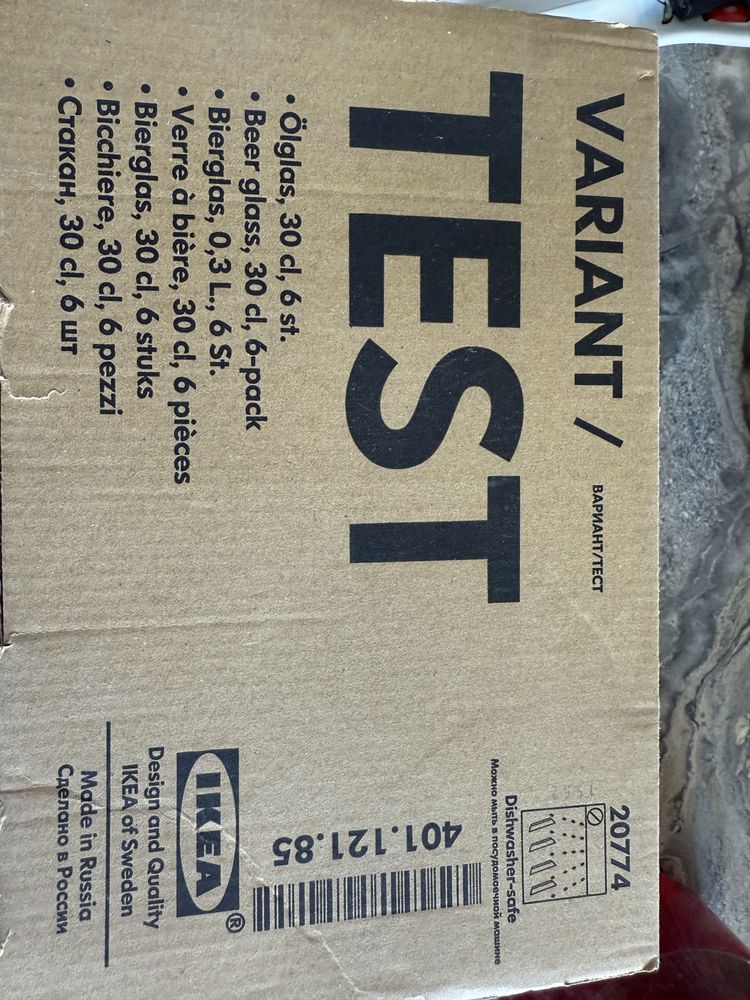 VARIANT /
ВАРИАНТ/ТЕСТ
TEST
• Ölglas, 30 cl, 6 st.
• Beer glass, 30 cl, 6-pack
• Bierglas, 0,3 L., 6 St.
• Verre à bière, 30 cl, 6 pièces
• Bierglas, 30 cl, 6 stuks
• Bicchiere, 30 cl, 6 pezzi
• Стакан, 30 cl, 6 шт
20774
Dishwasher-safe
Можно мыть в посудомоечной машине
401.121.85
IKEA®
Design and Quality
IKEA of Sweden
Made in Russia
Сделано в России